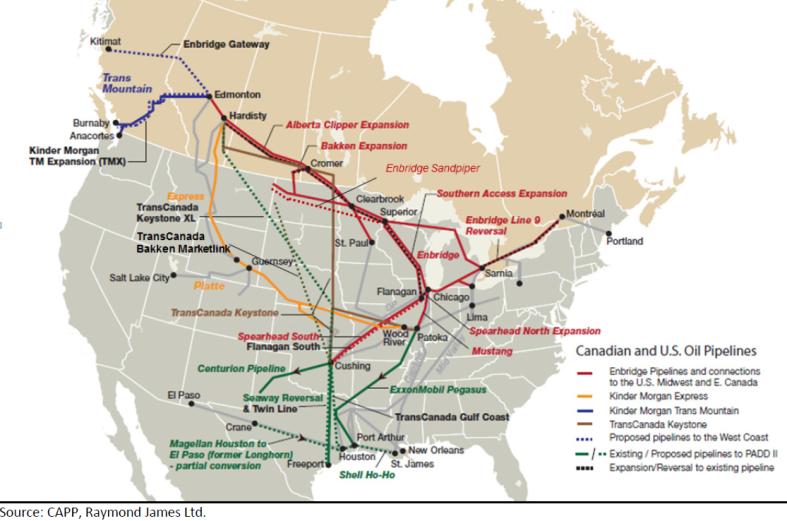 Kitimat
Enbridge Gateway
Trans
Mountain
Edmonton
Hardisty
Burnaby
Anacortes
Kinder Morgan
TM Expansion (TMX)
Alberta Clipper Expansion
Bakken Expansion
Cromer
Enbridge Sandpiper
Express
TransCanada
Keystone XL
Clearbrook
Superior
Southern Access Expansion
Enbridge Line 9
Reversal
Montréal
Portland
TransCanada
Bakken Marketlink
St. Paul
Enbridge
Sarnia
Guernsey
Salt Lake City
Platte
Flanagan
Chicago
Lima
TransCanada Keystone
Wood
River
Patoka
Spearhead North Expansion
Spearhead South
Flanagan South
Mustang
Cushing
Centurion Pipeline
ExxonMobil Pegasus
Seaway Reversal
& Twin Line
El Paso
TransCanada Gulf Coast
Crane
Magellan Houston to
El Paso (former Longhorn)
- partial conversion
Port Arthur
Houston
New Orleans
St. James
Freeport
Shell Ho-Ho
Canadian and U.S. Oil Pipelines
Enbridge Pipelines and connections
to the U.S. Midwest and E. Canada
Kinder Morgan Express
Kinder Morgan Trans Mountain
TransCanada Keystone
Proposed pipelines to the West Coast
Existing / Proposed pipelines to PADD II
Expansion/Reversal to existing pipeline
Source: CAPP, Raymond James Ltd.